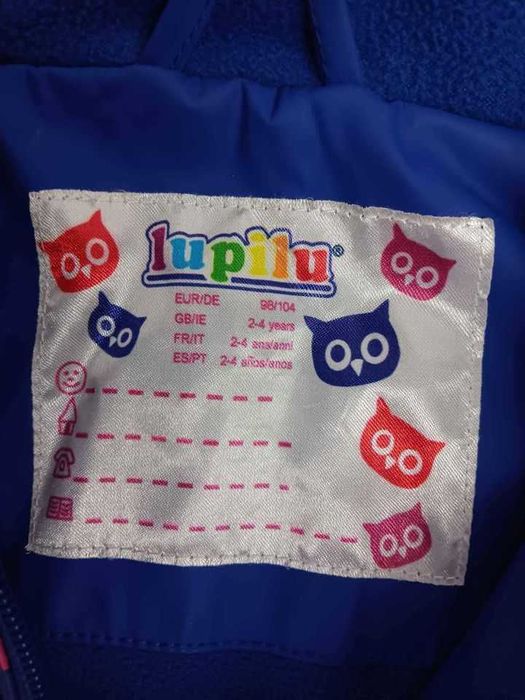 lupilu®
EUR/DE 98/104
GB/IE 2-4 years
FR/IT 2-4 ans/anni
ES/PT 2-4 años/anos